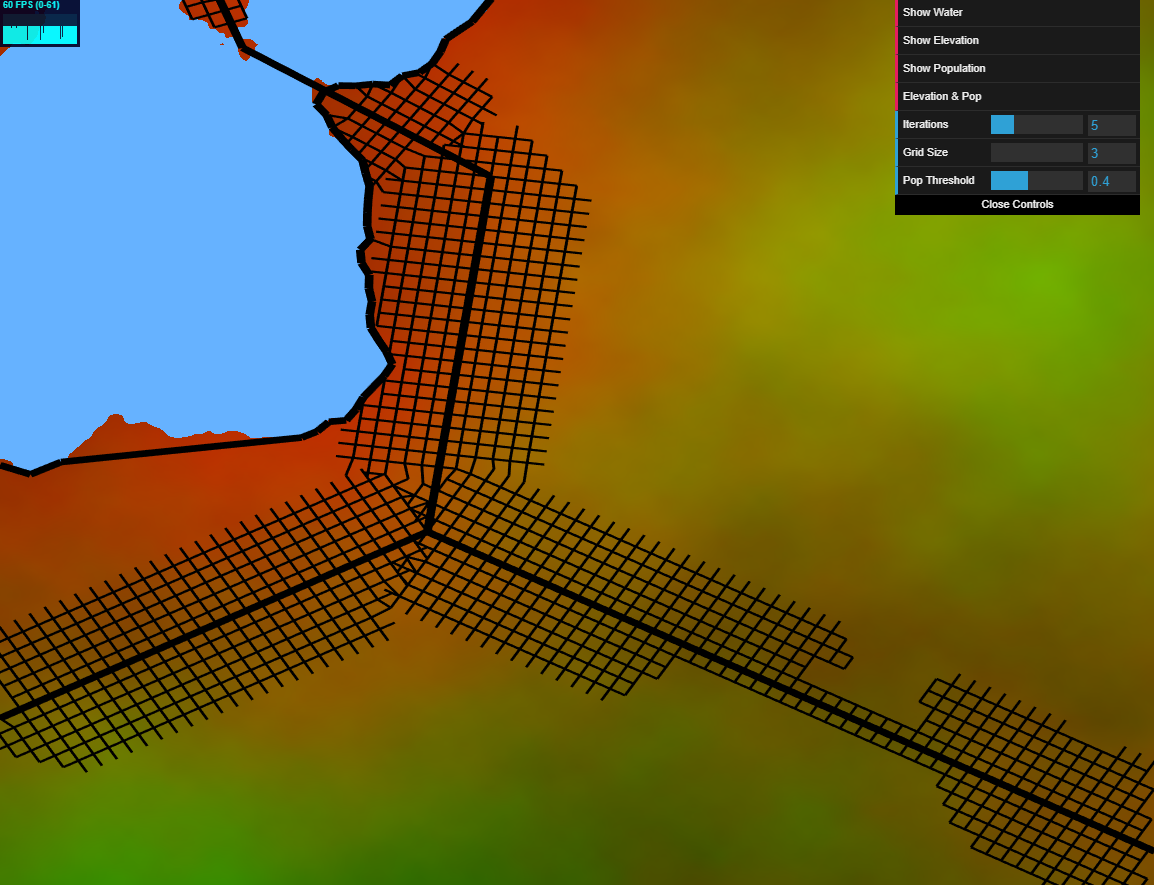 60 FPS (0-61)
Show Water
Show Elevation
Show Population
Elevation & Pop
Iterations 5
Grid Size 3
Pop Threshold 0.4
Close Controls